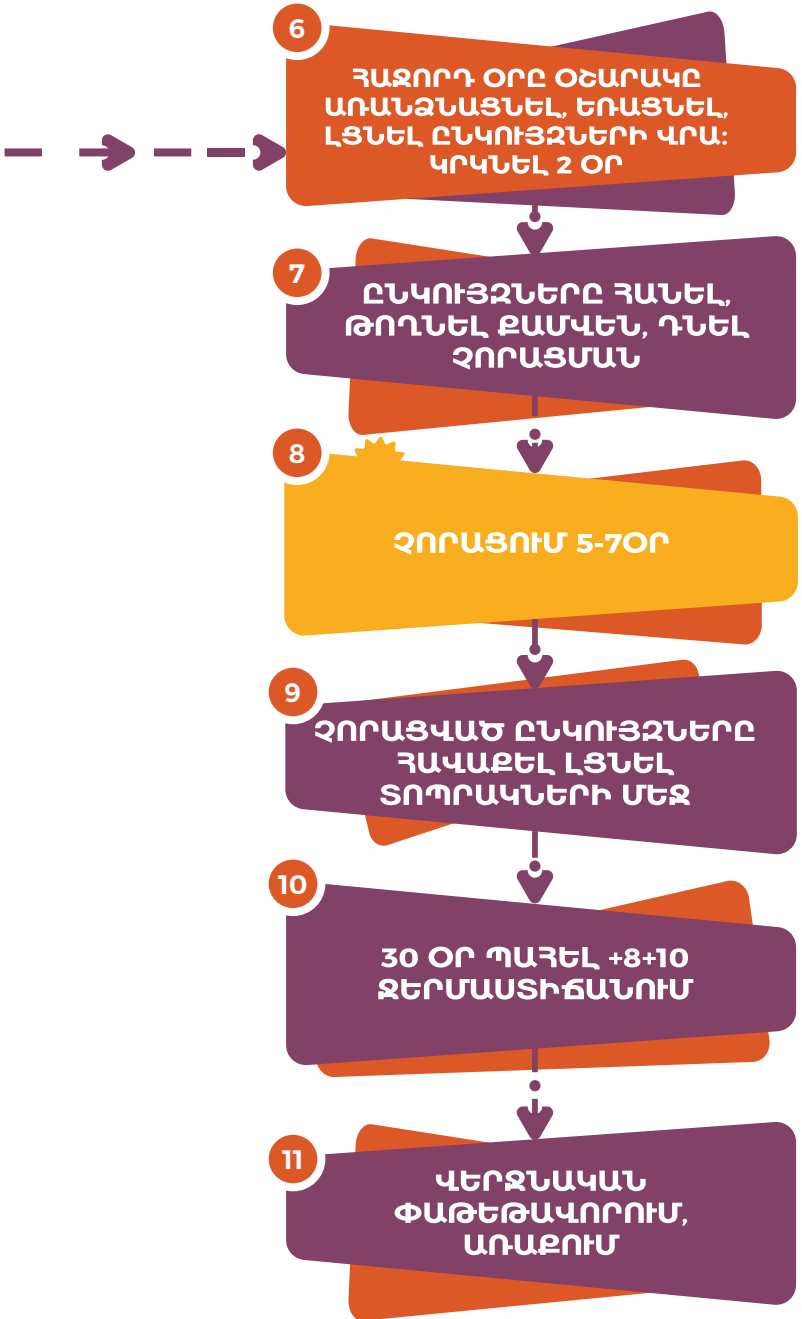 6
ՀԱՋՈՐԴ ՕՐԸ ՕՇԱՐԱԿԸ
ԱՌԱՆՁՆԱՑՆԵԼ, ԵՌԱՑՆԵԼ,
ԼՑՆԵԼ ԸՆԿՈՒՅԶՆԵՐԻ ՎՐԱ:
ԿՐԿՆԵԼ 2 ՕՐ
7
ԸՆԿՈՒՅԶՆԵՐԸ ՀԱՆԵԼ,
ԹՈՂՆԵԼ ՔԱՄՎԵՆ, ԴՆԵԼ
ՉՈՐԱՑՄԱՆ
8
ՉՈՐԱՑՈՒՄ 5-7ՕՐ
9
ՉՈՐԱՑՎԱԾ ԸՆԿՈՒՅԶՆԵՐԸ
ՀԱՎԱՔԵԼ ԼՑՆԵԼ
ՏՈՊՐԱԿՆԵՐԻ ՄԵՋ
10
30 ՕՐ ՊԱՀԵԼ +8+10
ՋԵՐՄԱՍՏԻՃԱՆՈՒՄ
11
ՎԵՐՋՆԱԿԱՆ
ՓԱԹԵԹԱՎՈՐՈՒՄ,
ԱՌԱՔՈՒՄ